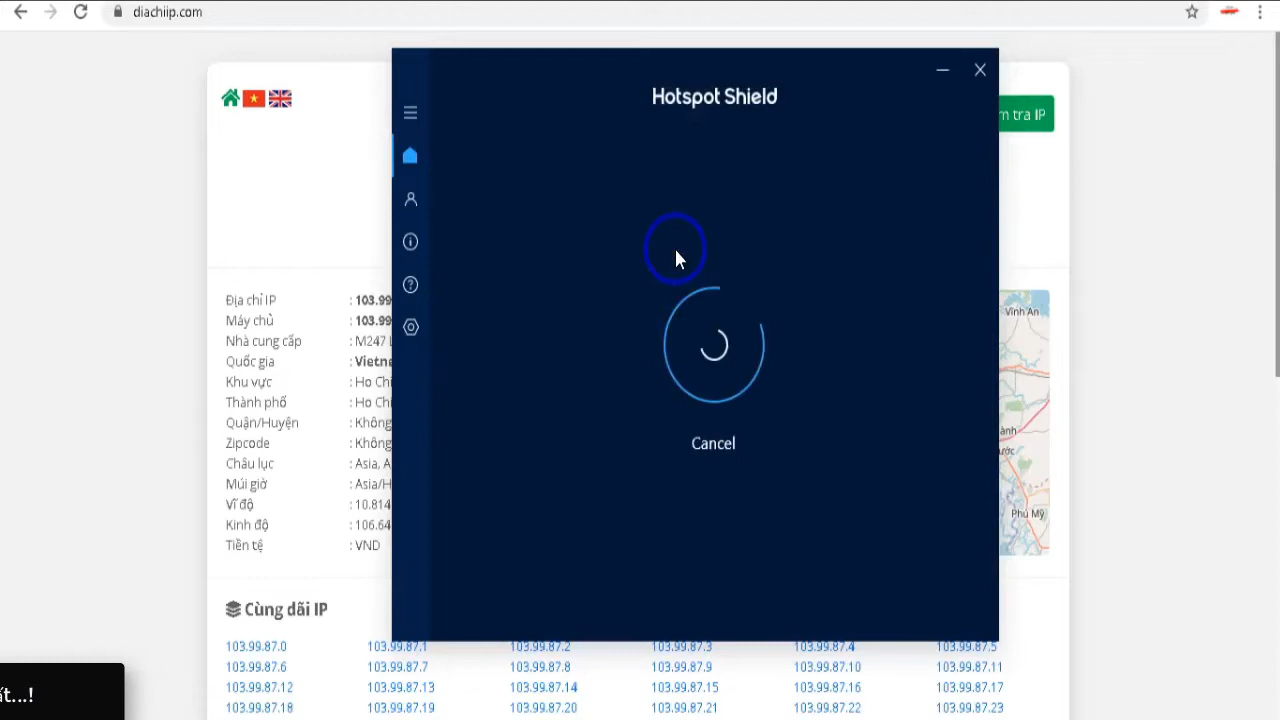 diachiip.com
Hotspot Shield
m tra IP
Địa chỉ IP : 103.99
Máy chủ : 103.99
Nhà cung cấp : M247 L
Quốc gia : Vietna
Khu vực : Ho Chi
Thành phố : Ho Chi
Quận/Huyện : Không
Zipcode : Không
Châu lục : Asia, A
Múi giờ : Asia/H
Vĩ độ : 10.814
Kinh độ : 106.64
Tiền tệ : VND
Cancel
Vĩnh An
ành
ước
Phú Mỹ
Cùng dãi IP
103.99.87.0 103.99.87.1 103.99.87.2 103.99.87.3 103.99.87.4 103.99.87.5
103.99.87.6 103.99.87.7 103.99.87.8 103.99.87.9 103.99.87.10 103.99.87.11
103.99.87.12 103.99.87.13 103.99.87.14 103.99.87.15 103.99.87.16 103.99.87.17
103.99.87.18 103.99.87.19 103.99.87.20 103.99.87.21 103.99.87.22 103.99.87.23
ất...!